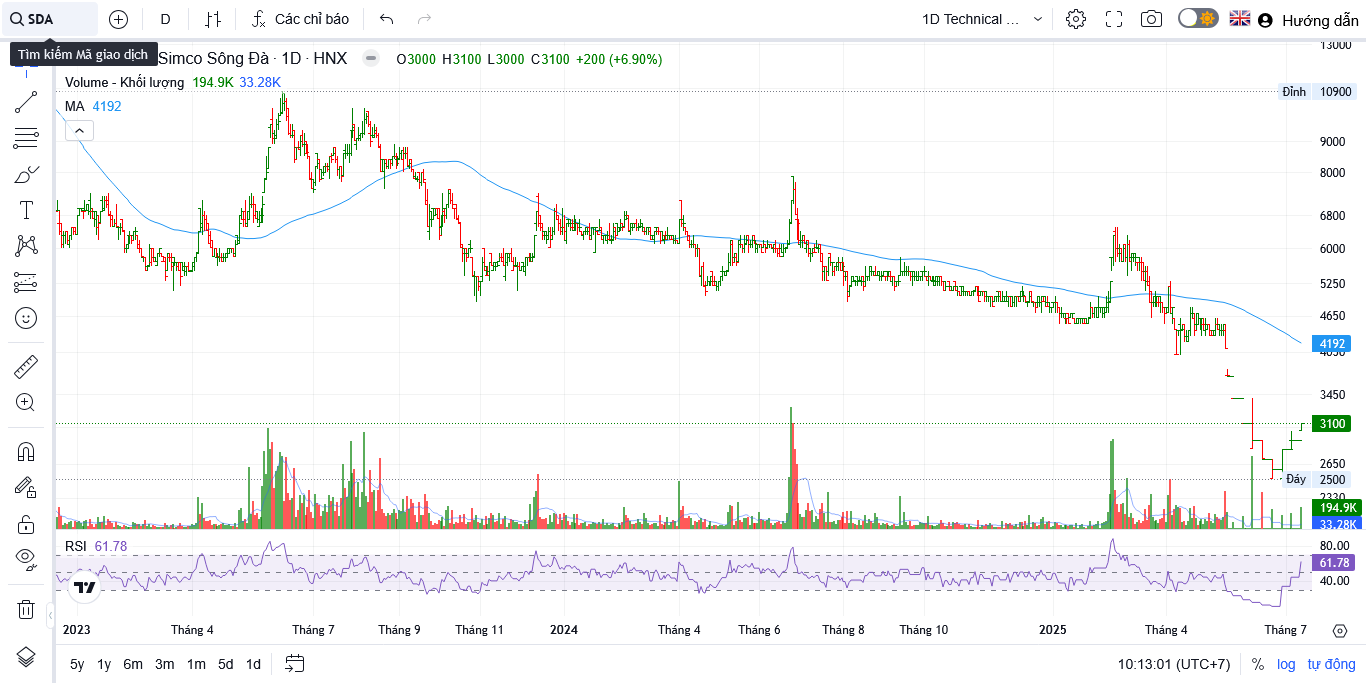 SDA
D
Các chỉ báo
1D Technical ...
Hướng dẫn
Tìm kiếm Mã giao dịch
Simco Sông Đà · 1D · HNX
O3000 H3100 L3000 C3100 +200 (+6.90%)
Volume - Khối lượng 194.9K 33.28K
MA 4192
13000
Đỉnh 10900
9000
8000
6800
6000
5250
4650
4192
4050
3450
3100
2650
Đáy 2500
2330
194.9K
33.28K
RSI 61.78
80.00
61.78
40.00
2023 Tháng 4 Tháng 7 Tháng 9 Tháng 11 2024 Tháng 4 Tháng 6 Tháng 8 Tháng 10 2025 Tháng 4 Tháng 7
5y 1y 6m 3m 1m 5d 1d
10:13:01 (UTC+7) % log tự động